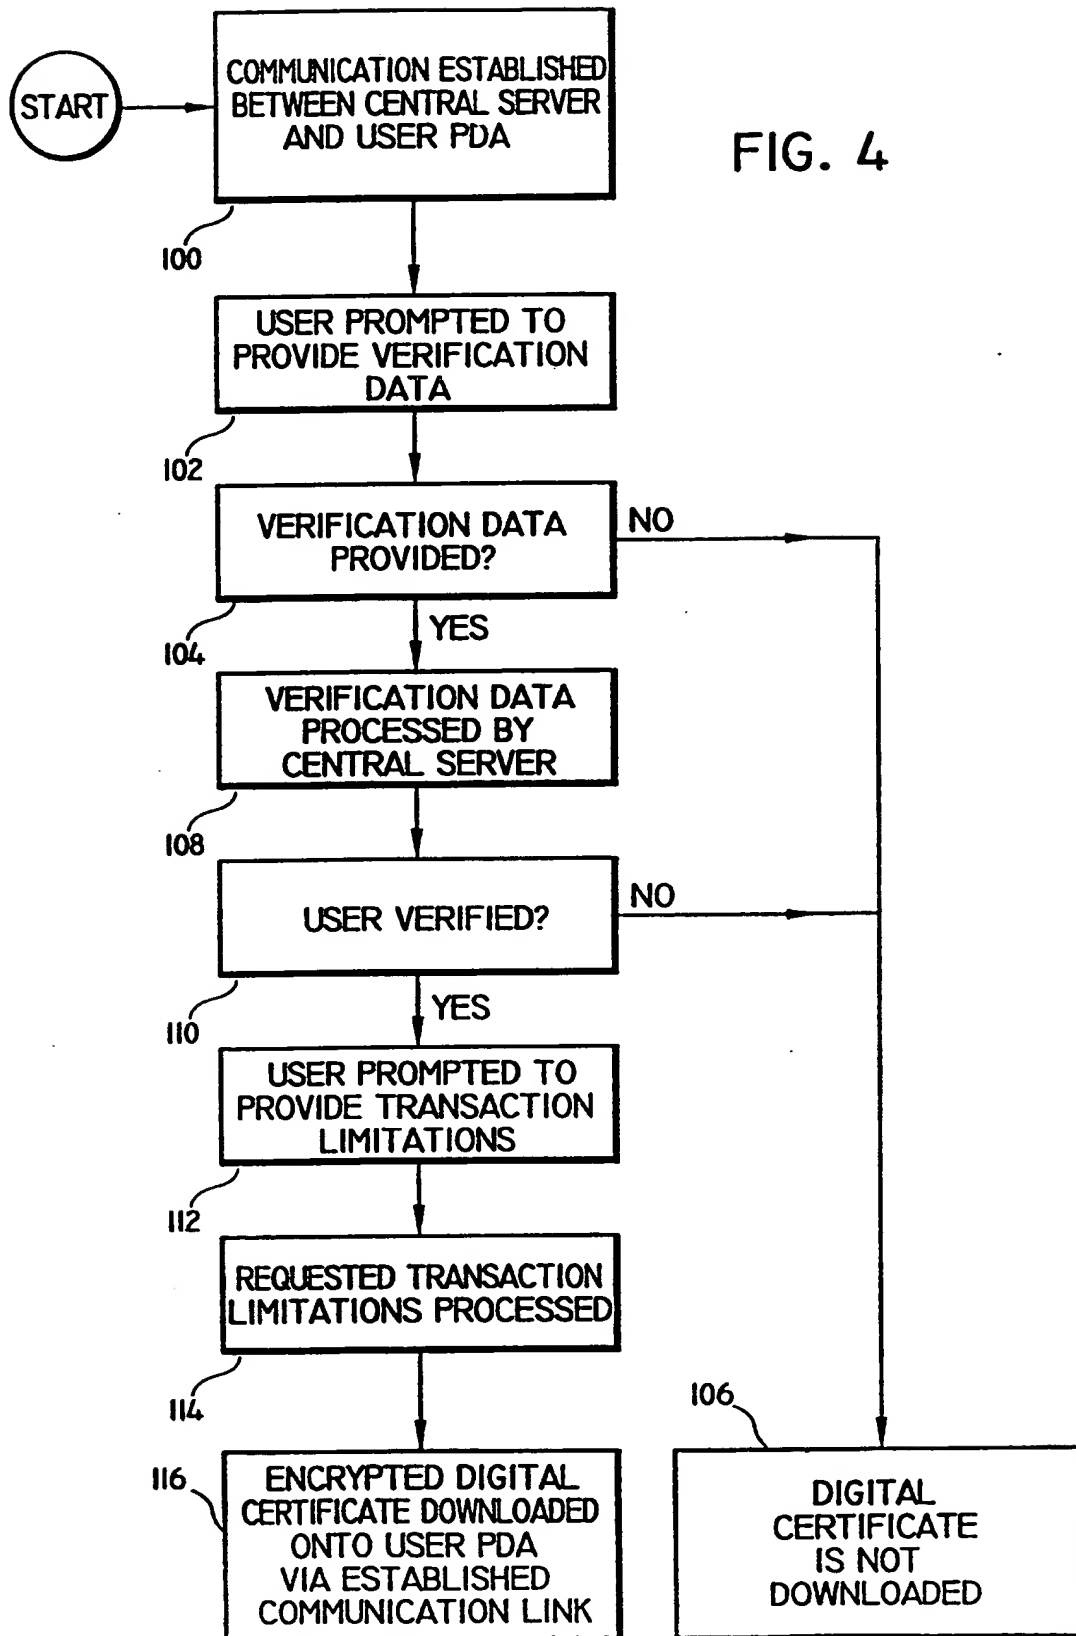 START
COMMUNICATION ESTABLISHED
BETWEEN CENTRAL SERVER
AND USER PDA
FIG. 4
100
USER PROMPTED TO
PROVIDE VERIFICATION
DATA
102
VERIFICATION DATA
PROVIDED?
NO
104
YES
VERIFICATION DATA
PROCESSED BY
CENTRAL SERVER
108
USER VERIFIED?
NO
110
YES
USER PROMPTED TO
PROVIDE TRANSACTION
LIMITATIONS
112
REQUESTED TRANSACTION
LIMITATIONS PROCESSED
114
116
ENCRYPTED DIGITAL
CERTIFICATE DOWNLOADED
ONTO USER PDA
VIA ESTABLISHED
COMMUNICATION LINK
106
DIGITAL
CERTIFICATE
IS NOT
DOWNLOADED